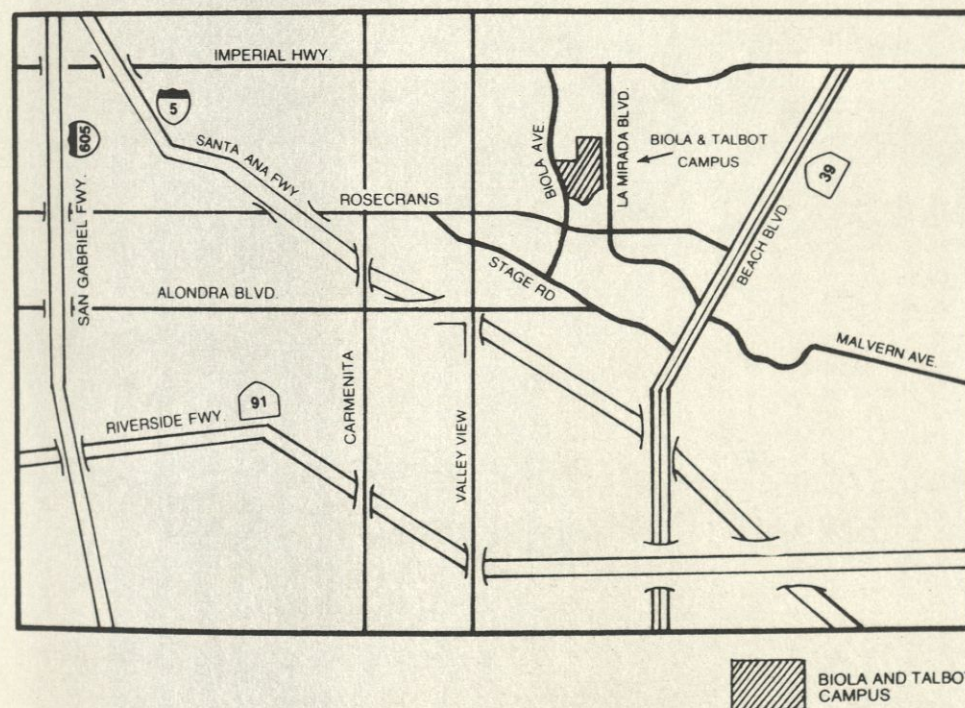 IMPERIAL HWY.
5
605
SANTA ANA FWY
BIOLA AVE.
LA MIRADA BLVD.
BIOLA & TALBOT
CAMPUS
39
ROSECRANS
BEACH BLVD.
SAN GABRIEL FWY.
STAGE RD
ALONDRA BLVD.
MALVERN AVE.
91
RIVERSIDE FWY.
CARMENITA
VALLEY VIEW
BIOLA AND TALBOT
CAMPUS